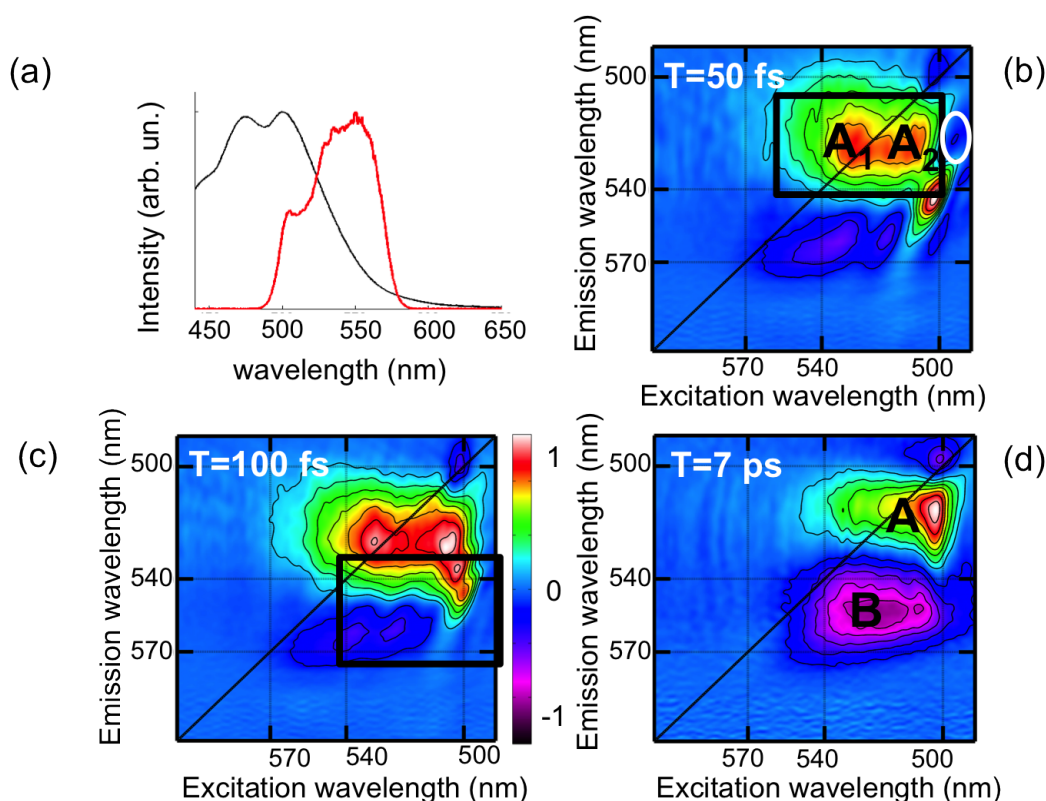 (a)
Intensity (arb. un.)
450 500 550 600 650
wavelength (nm)
(b)
T=50 fs
A1 A2
Emission wavelength (nm)
500
540
570
570 540 500
Excitation wavelength (nm)
(c)
T=100 fs
Emission wavelength (nm)
500
540
570
570 540 500
Excitation wavelength (nm)
1
0
-1
(d)
T=7 ps
A
B
Emission wavelength (nm)
500
540
570
570 540 500
Excitation wavelength (nm)